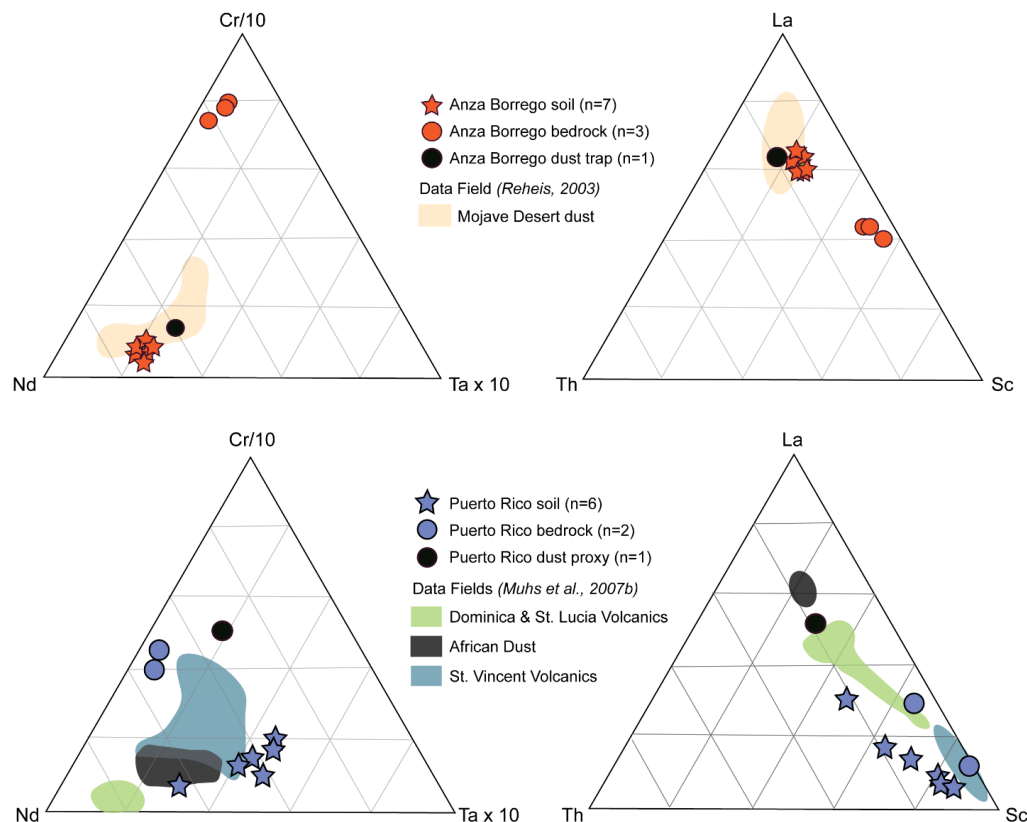 Cr/10
La
Anza Borrego soil (n=7)
Anza Borrego bedrock (n=3)
Anza Borrego dust trap (n=1)
Data Field (Reheis, 2003)
Mojave Desert dust
Nd
Ta x 10
Th
Sc
Cr/10
La
Puerto Rico soil (n=6)
Puerto Rico bedrock (n=2)
Puerto Rico dust proxy (n=1)
Data Fields (Muhs et al., 2007b)
Dominica & St. Lucia Volcanics
African Dust
St. Vincent Volcanics
Nd
Ta x 10
Th
Sc